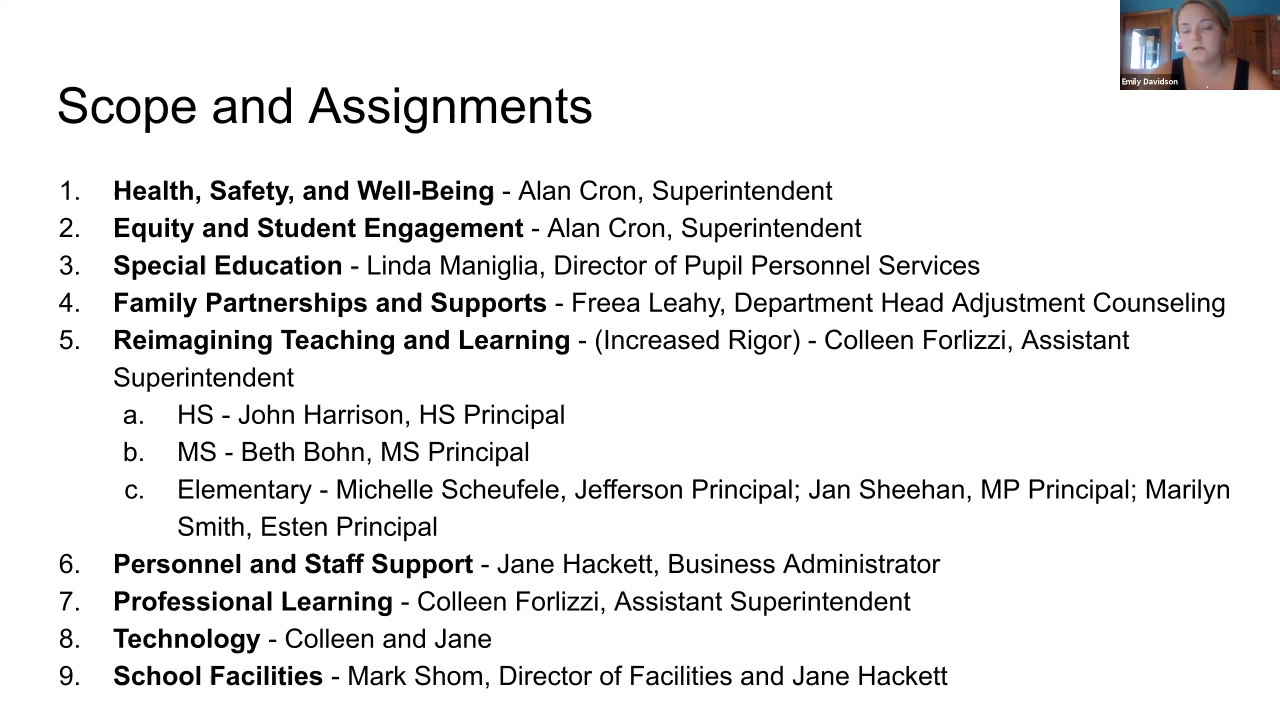 Emily Davidson
Scope and Assignments
1. Health, Safety, and Well-Being - Alan Cron, Superintendent
2. Equity and Student Engagement - Alan Cron, Superintendent
3. Special Education - Linda Maniglia, Director of Pupil Personnel Services
4. Family Partnerships and Supports - Freea Leahy, Department Head Adjustment Counseling
5. Reimagining Teaching and Learning - (Increased Rigor) - Colleen Forlizzi, Assistant
Superintendent
a. HS - John Harrison, HS Principal
b. MS - Beth Bohn, MS Principal
c. Elementary - Michelle Scheufele, Jefferson Principal; Jan Sheehan, MP Principal; Marilyn
Smith, Esten Principal
6. Personnel and Staff Support - Jane Hackett, Business Administrator
7. Professional Learning - Colleen Forlizzi, Assistant Superintendent
8. Technology - Colleen and Jane
9. School Facilities - Mark Shom, Director of Facilities and Jane Hackett